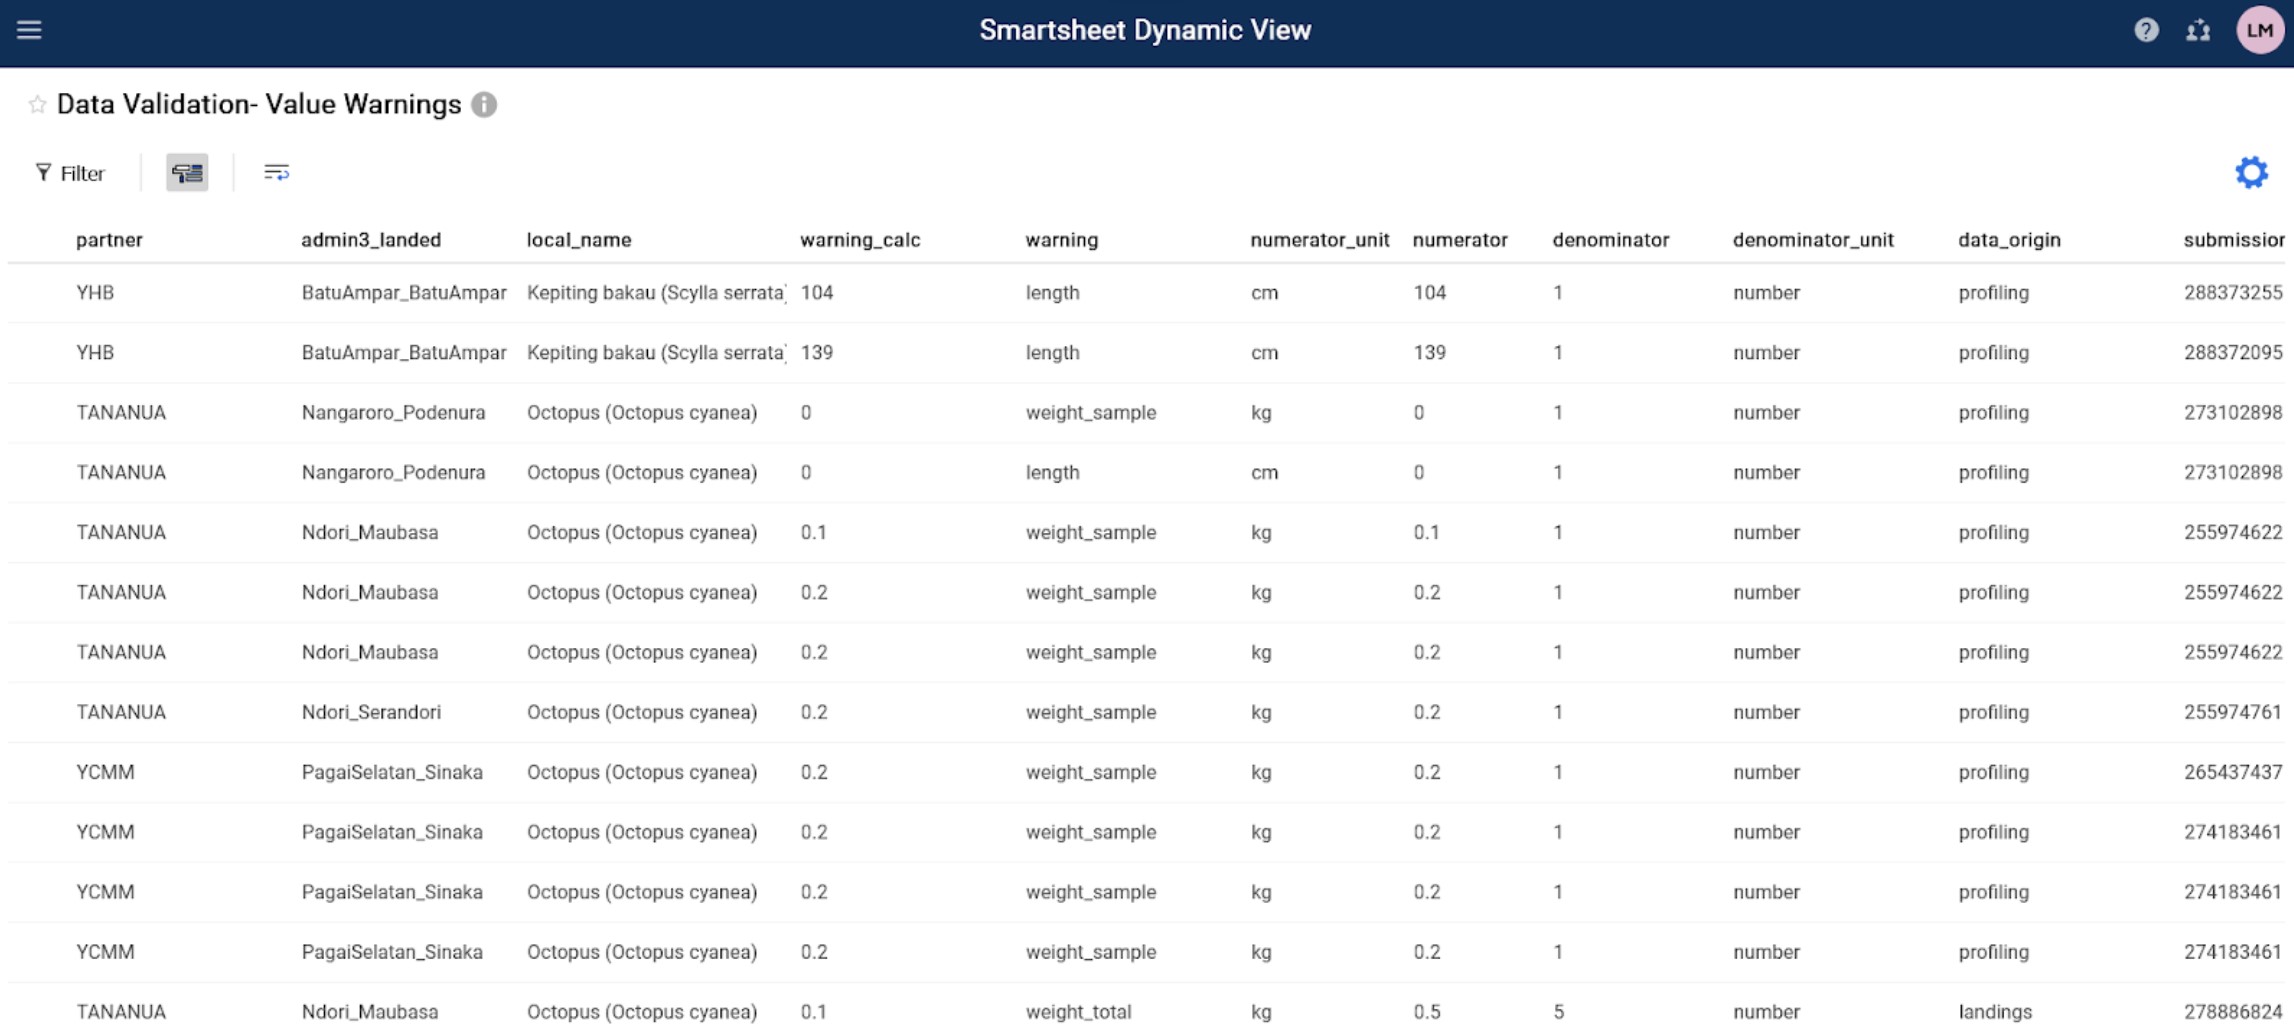 Smartsheet Dynamic View
LM
Data Validation- Value Warnings
Filter
partner admin3_landed local_name warning_calc warning numerator_unit numerator denominator denominator_unit data_origin submission
YHB BatuAmpar_BatuAmpar Kepiting bakau (Scylla serrata) 104 length cm 104 1 number profiling 288373255
YHB BatuAmpar_BatuAmpar Kepiting bakau (Scylla serrata) 139 length cm 139 1 number profiling 288372095
TANANUA Nangaroro_Podenura Octopus (Octopus cyanea) 0 weight_sample kg 0 1 number profiling 273102898
TANANUA Nangaroro_Podenura Octopus (Octopus cyanea) 0 length cm 0 1 number profiling 273102898
TANANUA Ndori_Maubasa Octopus (Octopus cyanea) 0.1 weight_sample kg 0.1 1 number profiling 255974622
TANANUA Ndori_Maubasa Octopus (Octopus cyanea) 0.2 weight_sample kg 0.2 1 number profiling 255974622
TANANUA Ndori_Maubasa Octopus (Octopus cyanea) 0.2 weight_sample kg 0.2 1 number profiling 255974622
TANANUA Ndori_Serandori Octopus (Octopus cyanea) 0.2 weight_sample kg 0.2 1 number profiling 255974761
YCMM PagaiSelatan_Sinaka Octopus (Octopus cyanea) 0.2 weight_sample kg 0.2 1 number profiling 265437437
YCMM PagaiSelatan_Sinaka Octopus (Octopus cyanea) 0.2 weight_sample kg 0.2 1 number profiling 274183461
YCMM PagaiSelatan_Sinaka Octopus (Octopus cyanea) 0.2 weight_sample kg 0.2 1 number profiling 274183461
YCMM PagaiSelatan_Sinaka Octopus (Octopus cyanea) 0.2 weight_sample kg 0.2 1 number profiling 274183461
TANANUA Ndori_Maubasa Octopus (Octopus cyanea) 0.1 weight_total kg 0.5 5 number landings 278886824